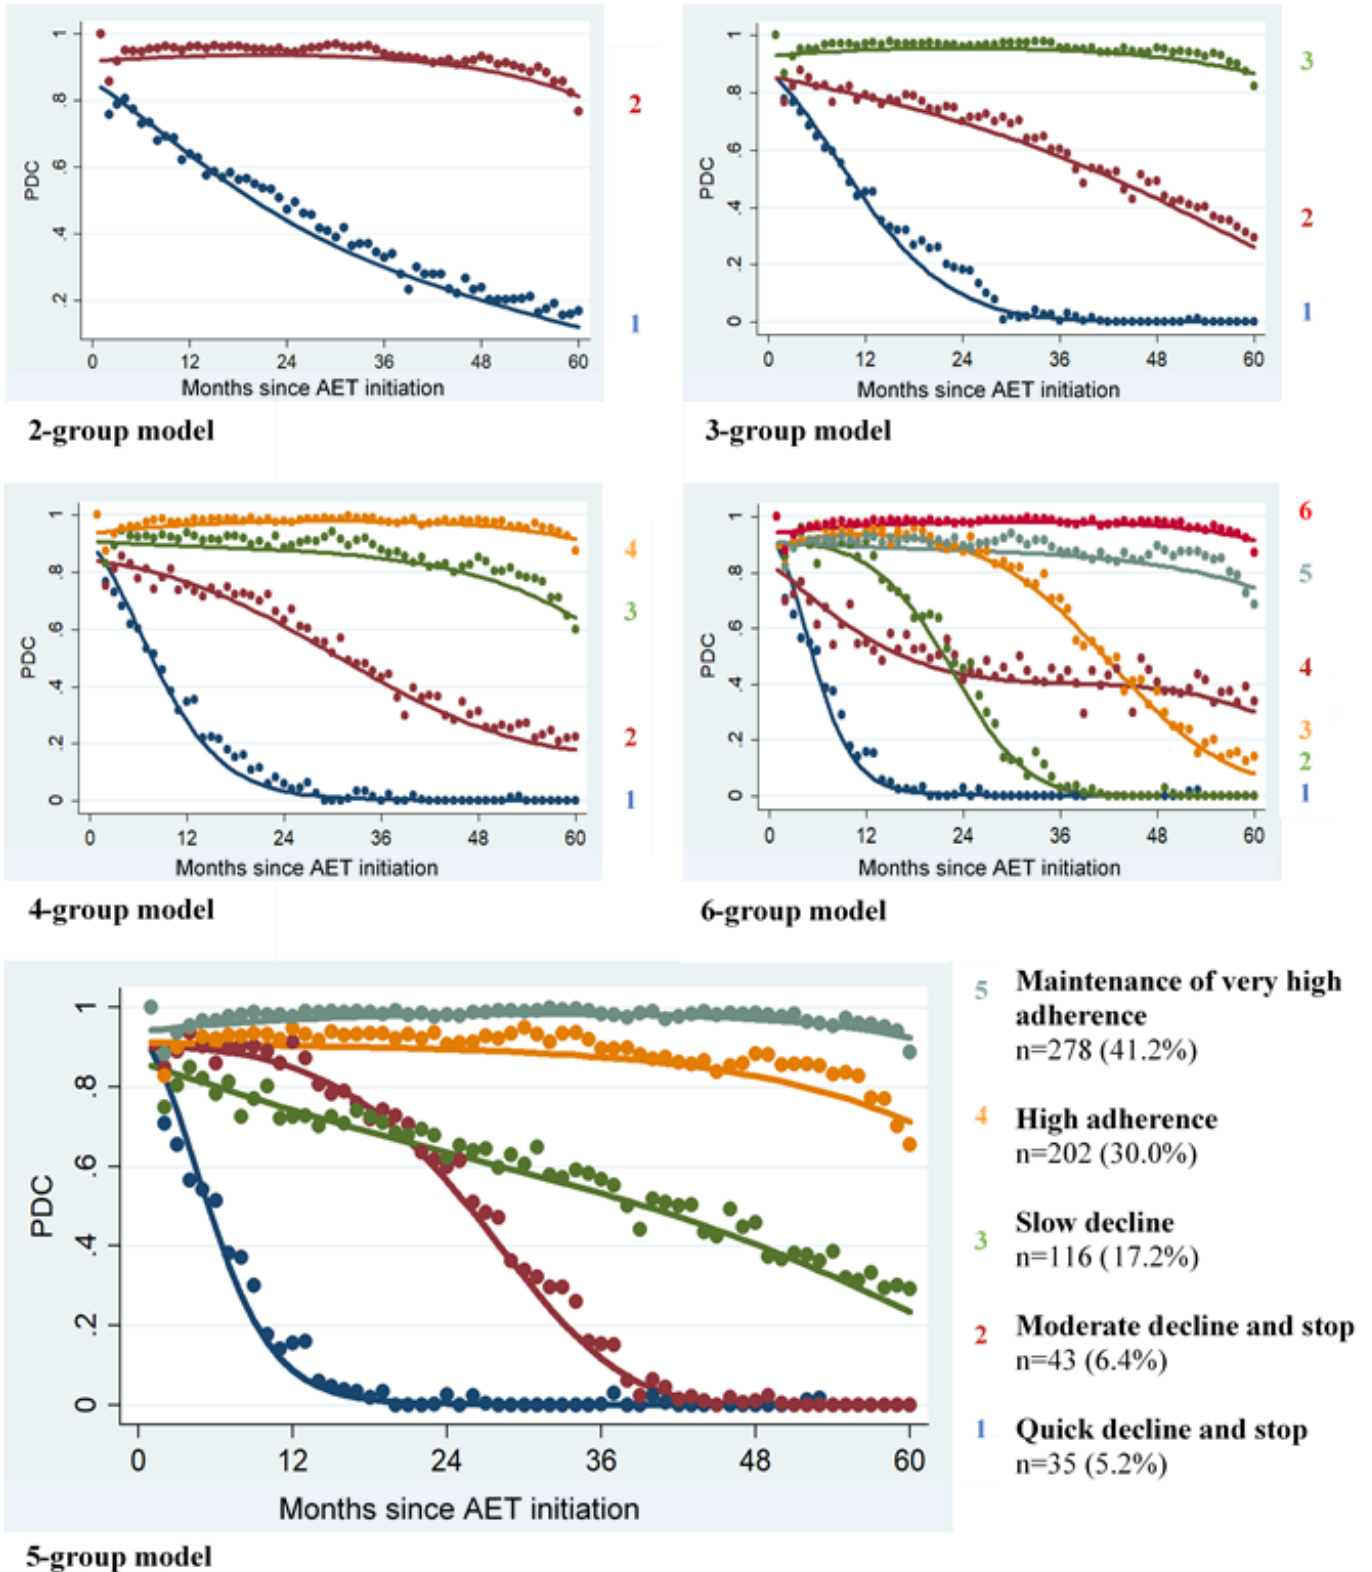 1
.8
.6
.4
.2
PDC
0 12 24 36 48 60
Months since AET initiation
2
1
2-group model
1
.8
.6
.4
.2
0
PDC
0 12 24 36 48 60
Months since AET initiation
3
2
1
3-group model
1
.8
.6
.4
.2
0
PDC
0 12 24 36 48 60
Months since AET initiation
4
3
2
1
4-group model
1
.8
.6
.4
.2
0
PDC
0 12 24 36 48 60
Months since AET initiation
6
5
4
3
2
1
6-group model
1
.8
.6
.4
.2
0
PDC
0 12 24 36 48 60
Months since AET initiation
5 Maintenance of very high
adherence
n=278 (41.2%)
4 High adherence
n=202 (30.0%)
3 Slow decline
n=116 (17.2%)
2 Moderate decline and stop
n=43 (6.4%)
1 Quick decline and stop
n=35 (5.2%)
5-group model